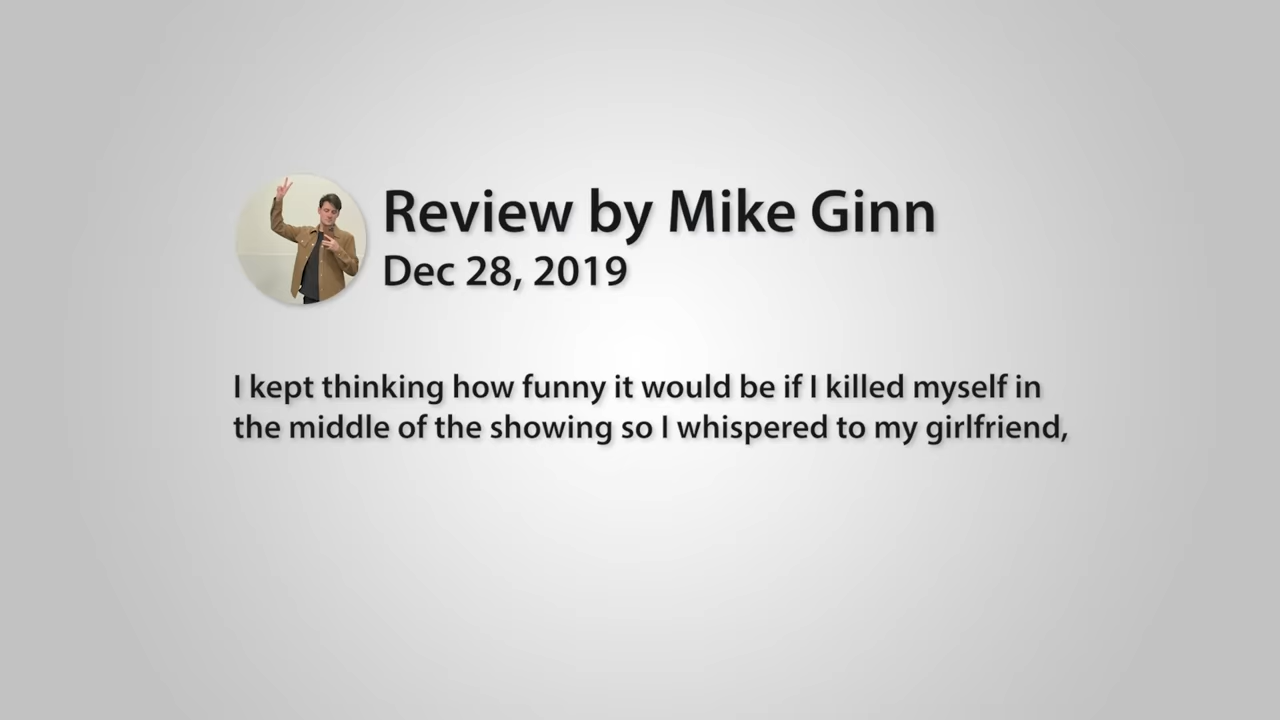 Review by Mike Ginn
Dec 28, 2019
I kept thinking how funny it would be if I killed myself in
the middle of the showing so I whispered to my girlfriend,